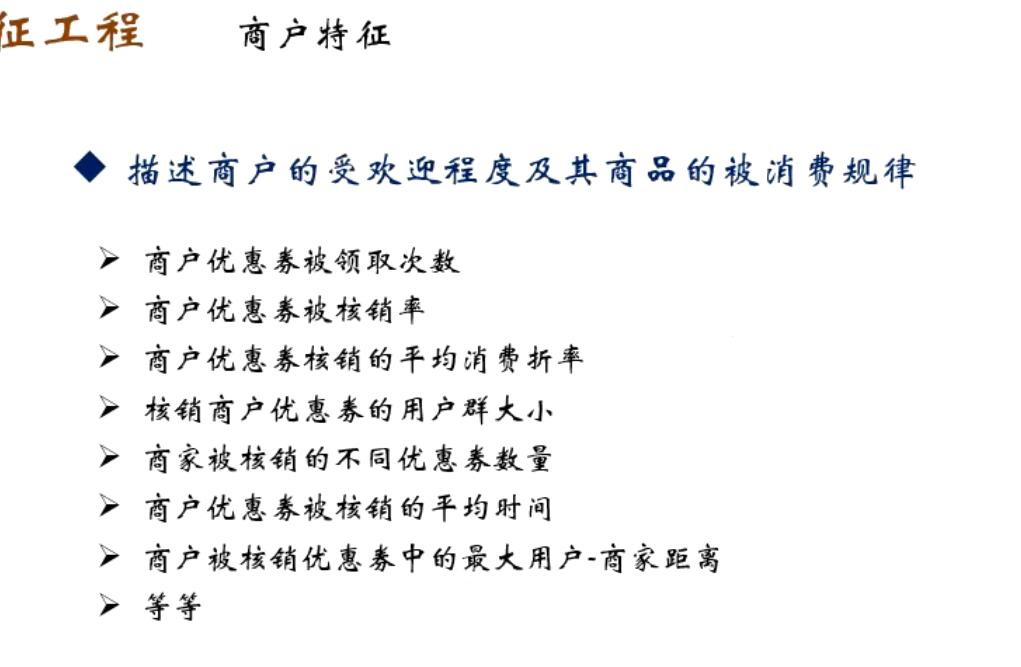 征工程 商户特征
◆ 描述商户的受欢迎程度及其商品的被消费规律
➢ 商户优惠券被领取次数
➢ 商户优惠券被核销率
➢ 商户优惠券核销的平均消费折率
➢ 核销商户优惠券的用户群大小
➢ 商家被核销的不同优惠券数量
➢ 商户优惠券被核销的平均时间
➢ 商户被核销优惠券中的最大用户-商家距离
➢ 等等